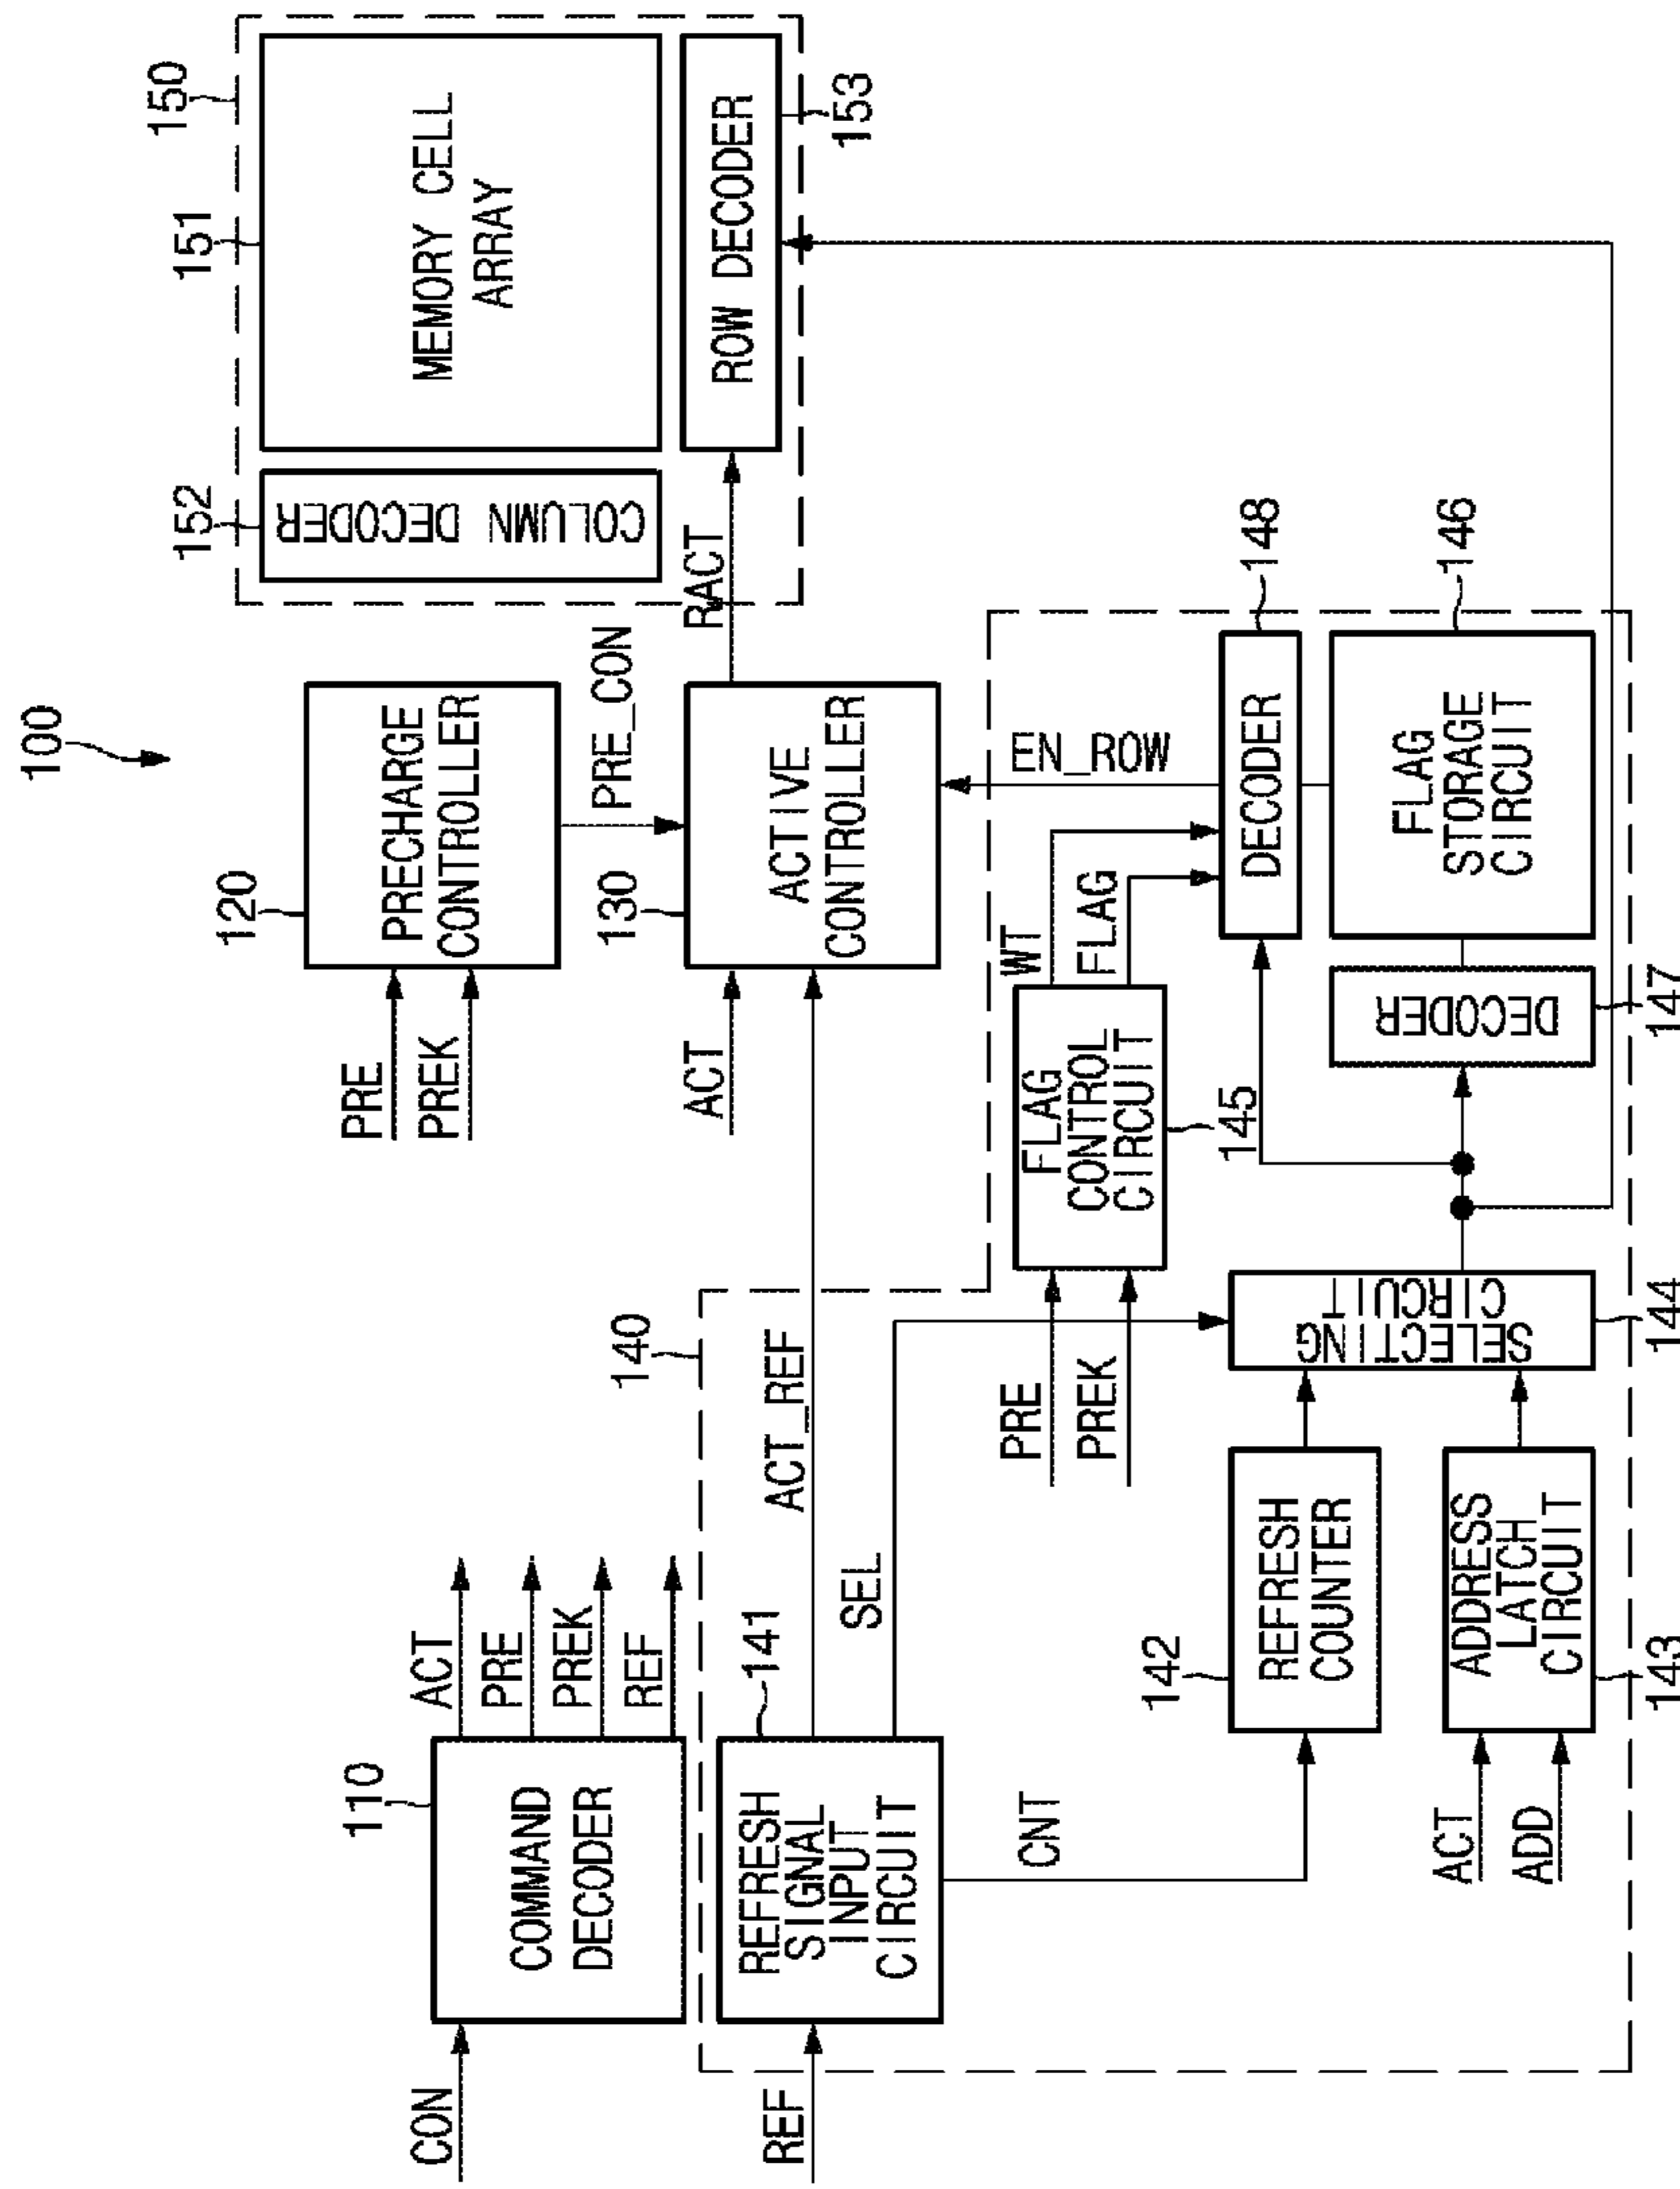 100
CON
110
COMMAND
DECODER
ACT
PRE
PREK
REF
PRE
PREK
120
PRECHARGE
CONTROLLER
PRE_CON
150
151
MEMORY CELL
ARRAY
152
COLUMN DECODER
ROW DECODER
153
ACT
130
ACTIVE
CONTROLLER
RACT
140
REF
REFRESH
SIGNAL
INPUT
CIRCUIT
141
ACT_REF
SEL
CNT
EN_ROW
PRE
PREK
FLAG
CONTROL
CIRCUIT
145
WT
FLAG
DECODER
148
142
REFRESH
COUNTER
ACT
ADD
ADDRESS
LATCH
CIRCUIT
143
SELECTING
CIRCUIT
144
DECODER
147
FLAG
STORAGE
CIRCUIT
146